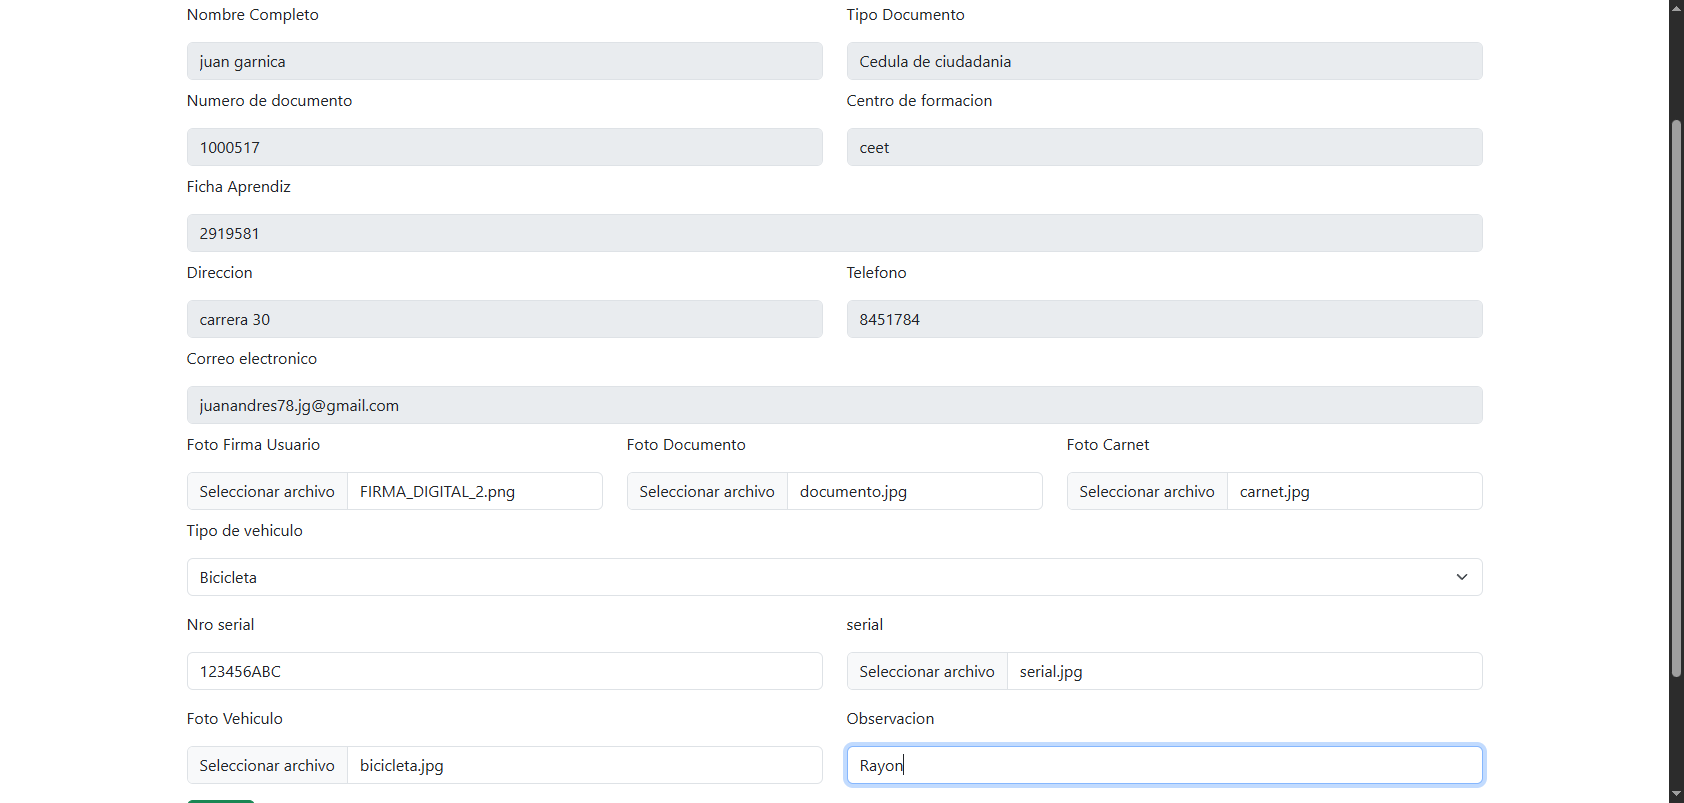 Nombre Completo Tipo Documento
juan garnica Cedula de ciudadania
Numero de documento Centro de formacion
1000517 ceet
Ficha Aprendiz
2919581
Direccion Telefono
carrera 30 8451784
Correo electronico
juanandres78.jg@gmail.com
Foto Firma Usuario Foto Documento Foto Carnet
Seleccionar archivo FIRMA_DIGITAL_2.png Seleccionar archivo documento.jpg Seleccionar archivo carnet.jpg
Tipo de vehiculo
Bicicleta
Nro serial serial
123456ABC Seleccionar archivo serial.jpg
Foto Vehiculo Observacion
Seleccionar archivo bicicleta.jpg Rayon